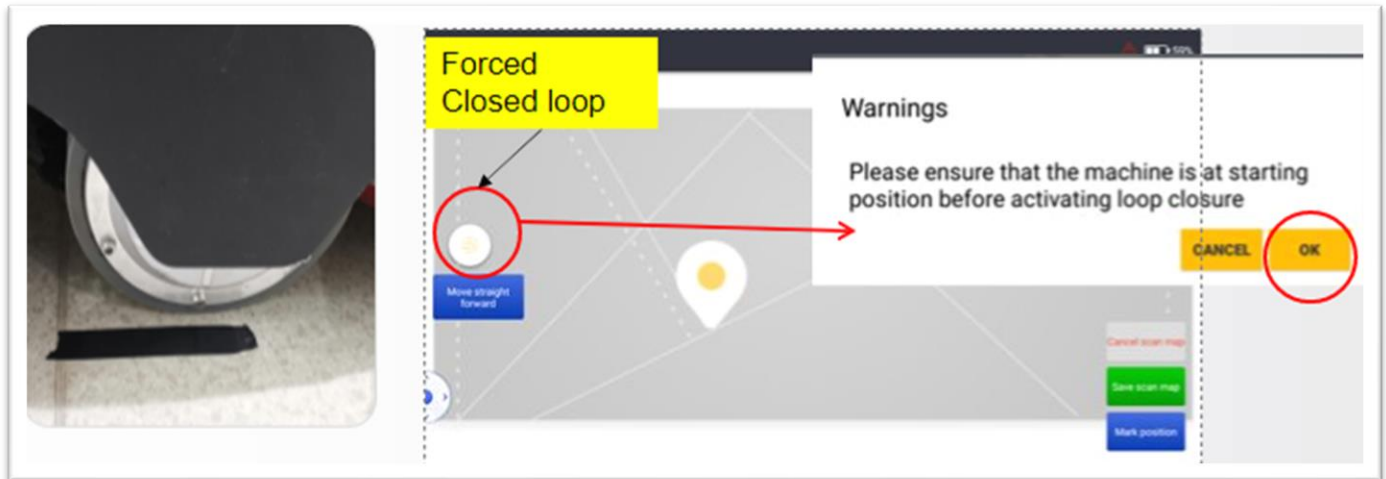 Forced
Closed loop
59%
Warnings
Please ensure that the machine is at starting
position before activating loop closure
CANCEL
OK
Move straight
forward
Cancel scan map
Save scan map
Mark position